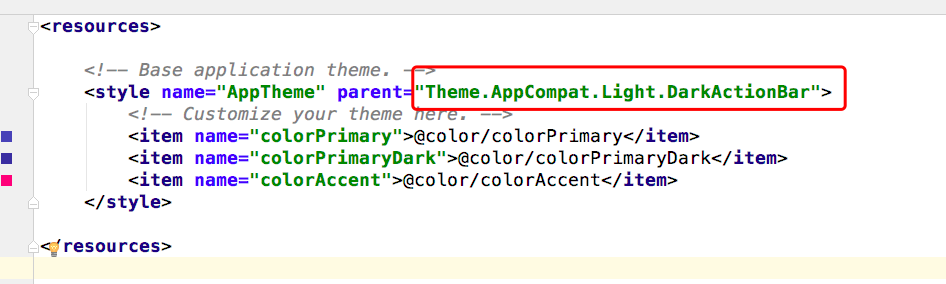 <resources>
<!-- Base application theme. -->
<style name="AppTheme" parent="Theme.AppCompat.Light.DarkActionBar">
<!-- Customize your theme here. -->
<item name="colorPrimary">@color/colorPrimary</item>
<item name="colorPrimaryDark">@color/colorPrimaryDark</item>
<item name="colorAccent">@color/colorAccent</item>
</style>
</resources>